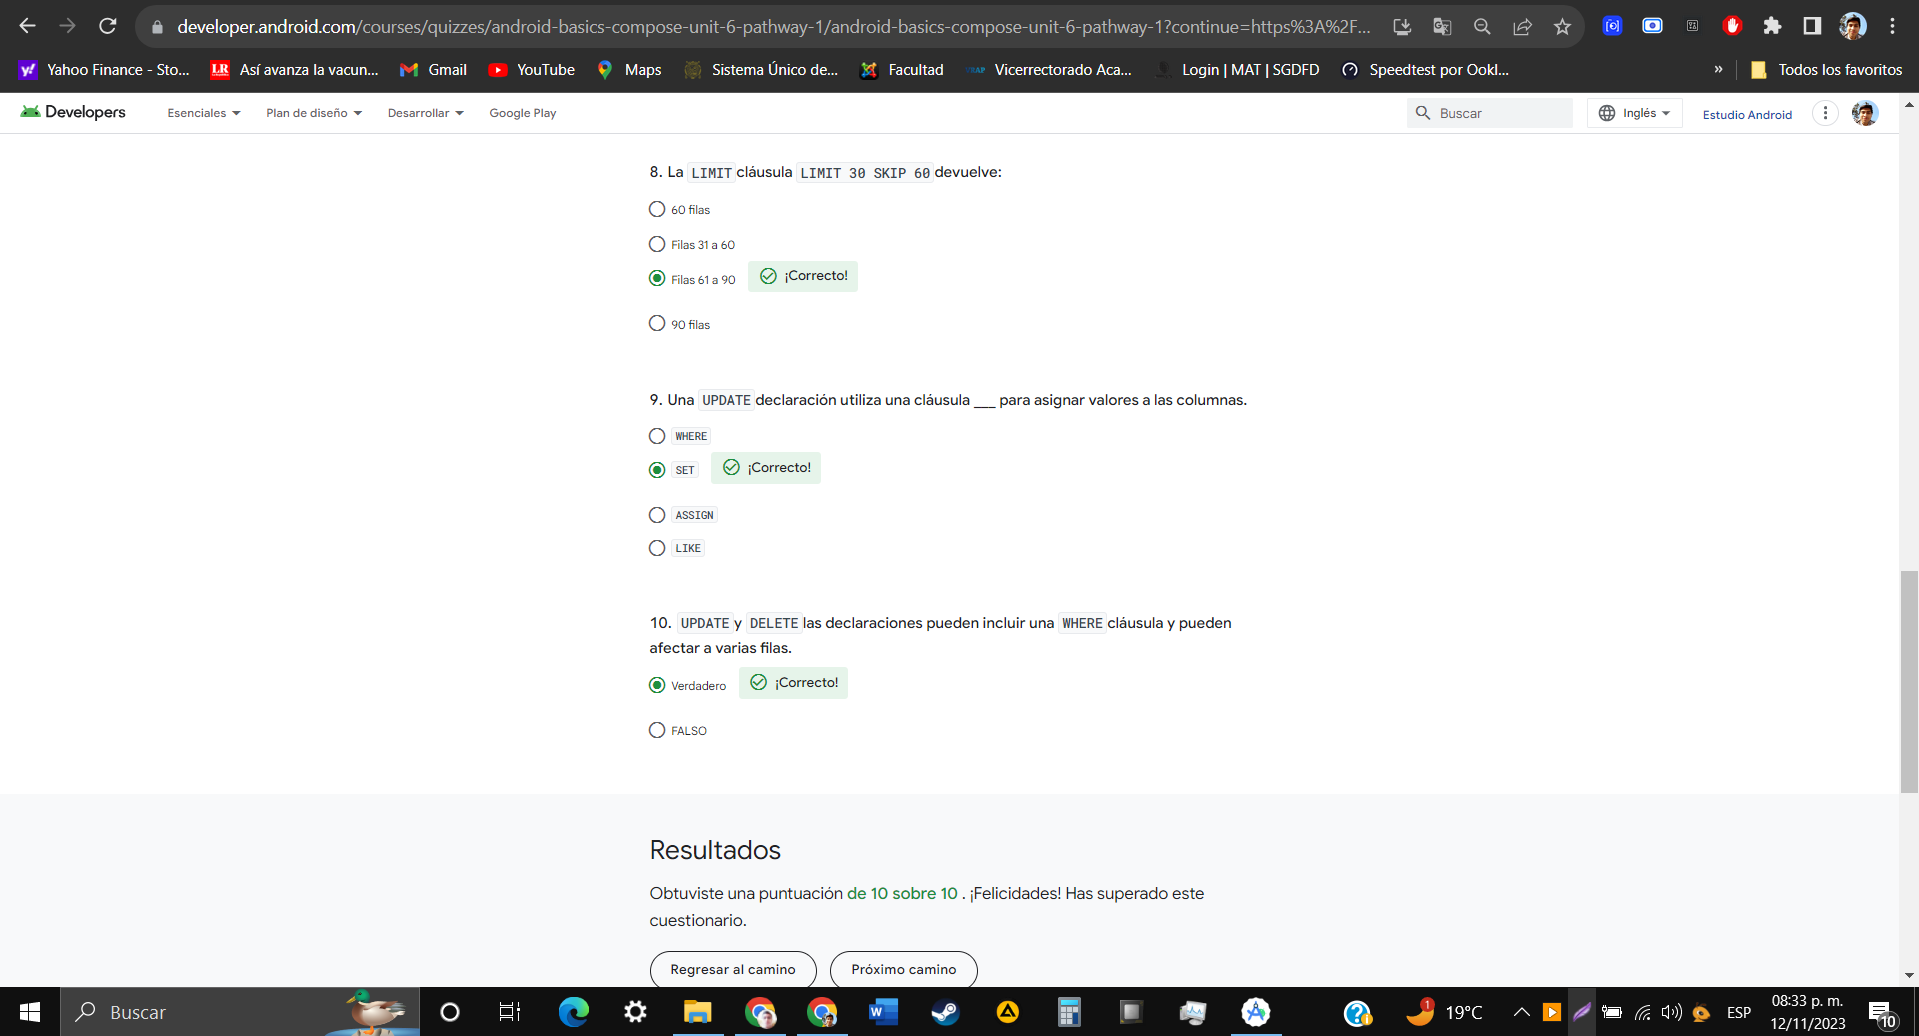 developer.android.com/courses/quizzes/android-basics-compose-unit-6-pathway-1/android-basics-compose-unit-6-pathway-1?continue=https%3A%2F...
Yahoo Finance - Sto... LR Así avanza la vacun... Gmail YouTube Maps Sistema Único de... Facultad Vicerrectorado Aca... Login | MAT | SGDFD Speedtest por Ookl... » Todos los favoritos
Developers Esenciales Plan de diseño Desarrollar Google Play Buscar Inglés Estudio Android
8. La LIMIT cláusula LIMIT 30 SKIP 60 devuelve:
60 filas
Filas 31 a 60
Filas 61 a 90 ¡Correcto!
90 filas
9. Una UPDATE declaración utiliza una cláusula ___ para asignar valores a las columnas.
WHERE
SET ¡Correcto!
ASSIGN
LIKE
10. UPDATE y DELETE las declaraciones pueden incluir una WHERE cláusula y pueden
afectar a varias filas.
Verdadero ¡Correcto!
FALSO
Resultados
Obtuviste una puntuación de 10 sobre 10 . ¡Felicidades! Has superado este
cuestionario.
Regresar al camino Próximo camino
Buscar 1 19°C ESP 08:33 p. m.
12/11/2023 10